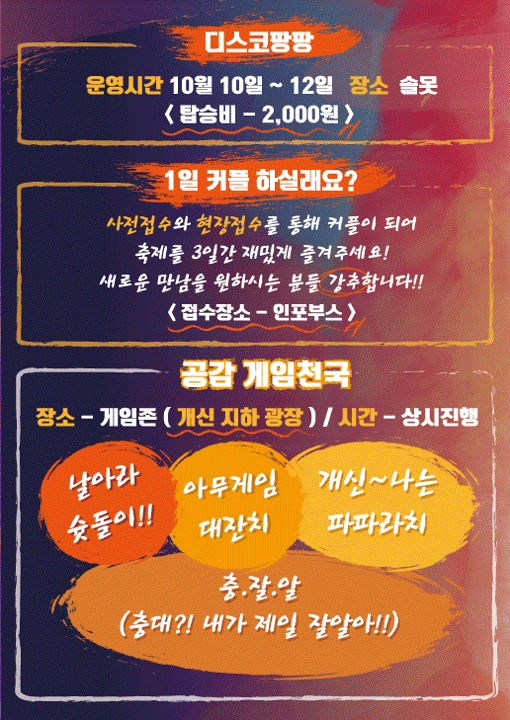 디스코팡팡
운영시간 10월 10일 ~ 12일 장소 솔못
< 탑승비 - 2,000원 >
1일 커플 하실래요?
사전접수와 현장접수를 통해 커플이 되어
축제를 3일간 재밌게 즐겨주세요!
새로운 만남을 원하시는 분들 강추합니다!!
< 접수장소 - 인포부스 >
공감 게임천국
장소 - 게임존 ( 개신 지하 광장 ) / 시간 - 상시진행
날아라
슛돌이!!
아무게임
대잔치
개신~나는
파파라치
충.잘.알
(충대?! 내가 제일 잘알아!!)